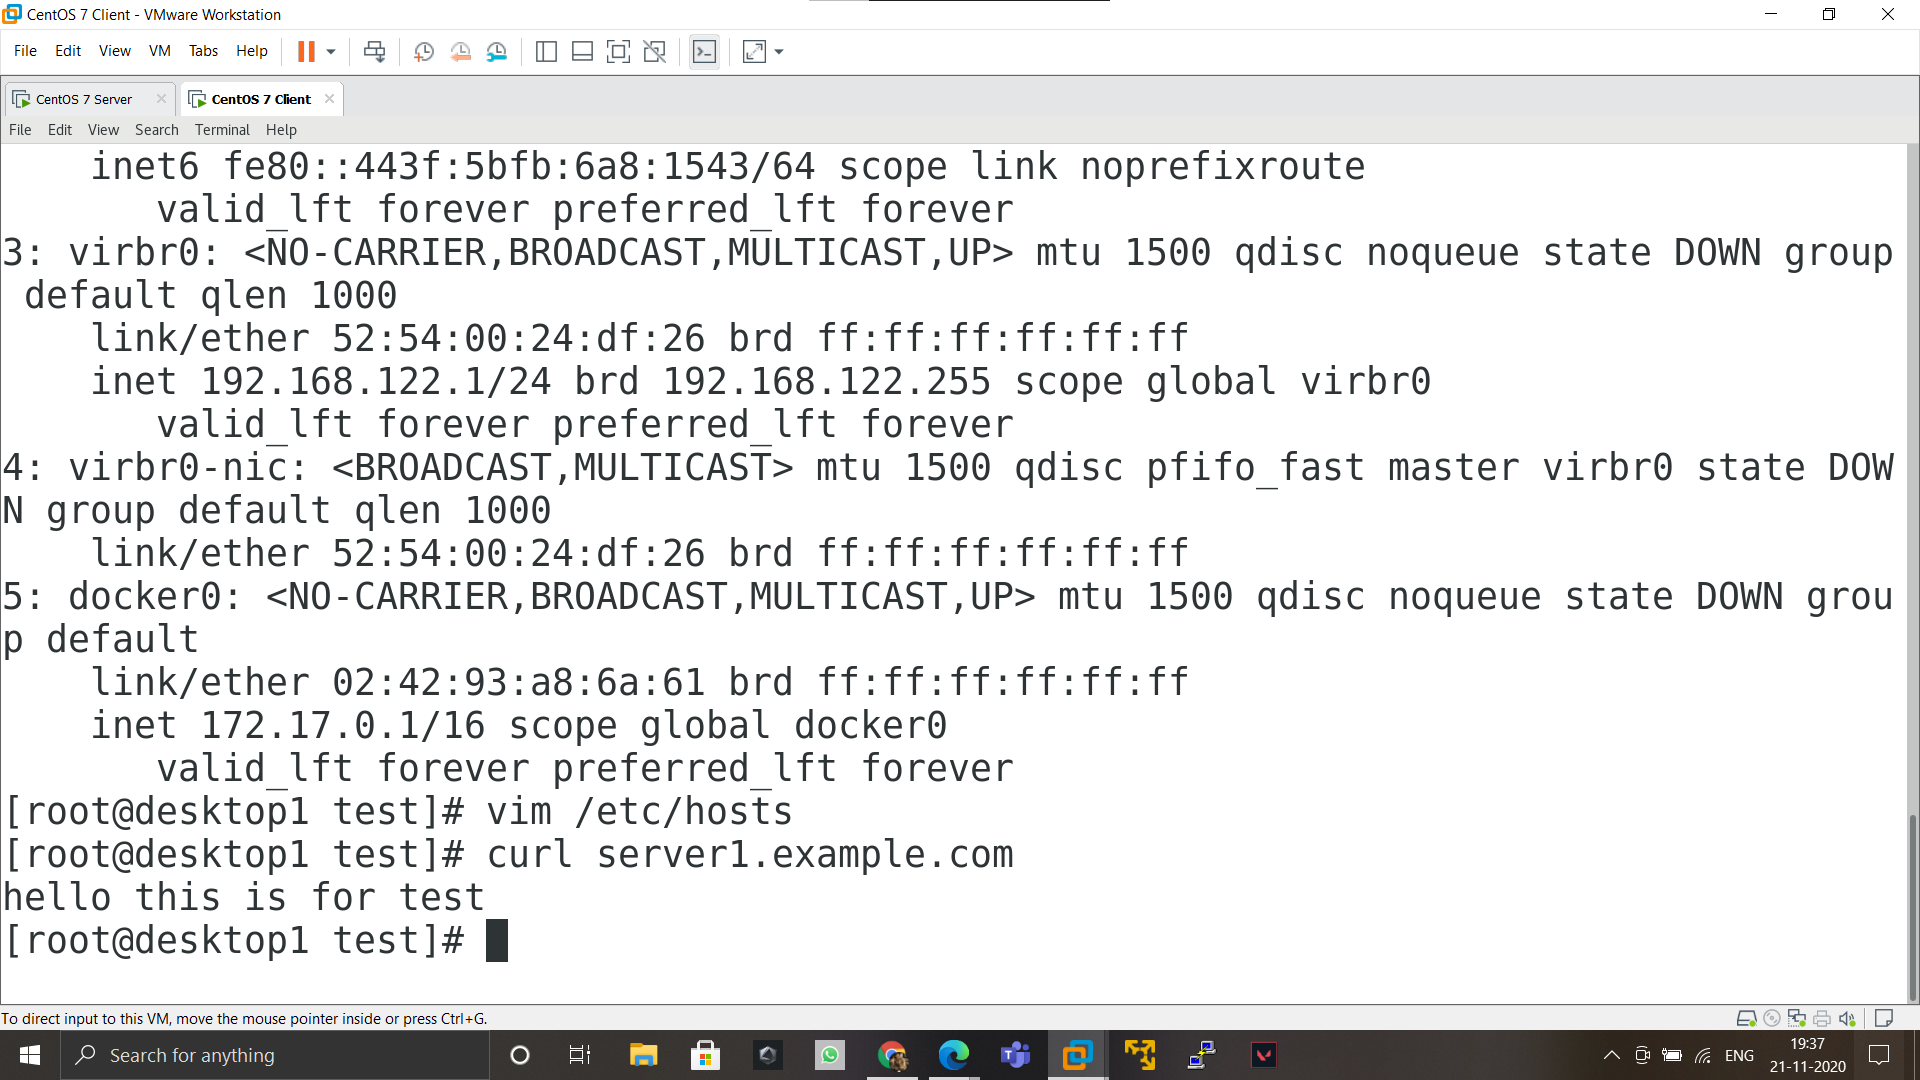 CentOS 7 Client - VMware Workstation
File Edit View VM Tabs Help
CentOS 7 Server CentOS 7 Client
File Edit View Search Terminal Help
    inet6 fe80::443f:5bfb:6a8:1543/64 scope link noprefixroute
       valid_lft forever preferred_lft forever
3: virbr0: <NO-CARRIER,BROADCAST,MULTICAST,UP> mtu 1500 qdisc noqueue state DOWN group
 default qlen 1000
    link/ether 52:54:00:24:df:26 brd ff:ff:ff:ff:ff:ff
    inet 192.168.122.1/24 brd 192.168.122.255 scope global virbr0
       valid_lft forever preferred_lft forever
4: virbr0-nic: <BROADCAST,MULTICAST> mtu 1500 qdisc pfifo_fast master virbr0 state DOW
N group default qlen 1000
    link/ether 52:54:00:24:df:26 brd ff:ff:ff:ff:ff:ff
5: docker0: <NO-CARRIER,BROADCAST,MULTICAST,UP> mtu 1500 qdisc noqueue state DOWN grou
p default
    link/ether 02:42:93:a8:6a:61 brd ff:ff:ff:ff:ff:ff
    inet 172.17.0.1/16 scope global docker0
       valid_lft forever preferred_lft forever
[root@desktop1 test]# vim /etc/hosts
[root@desktop1 test]# curl server1.example.com
hello this is for test
[root@desktop1 test]#
To direct input to this VM, move the mouse pointer inside or press Ctrl+G.
Search for anything
ENG
19:37
21-11-2020